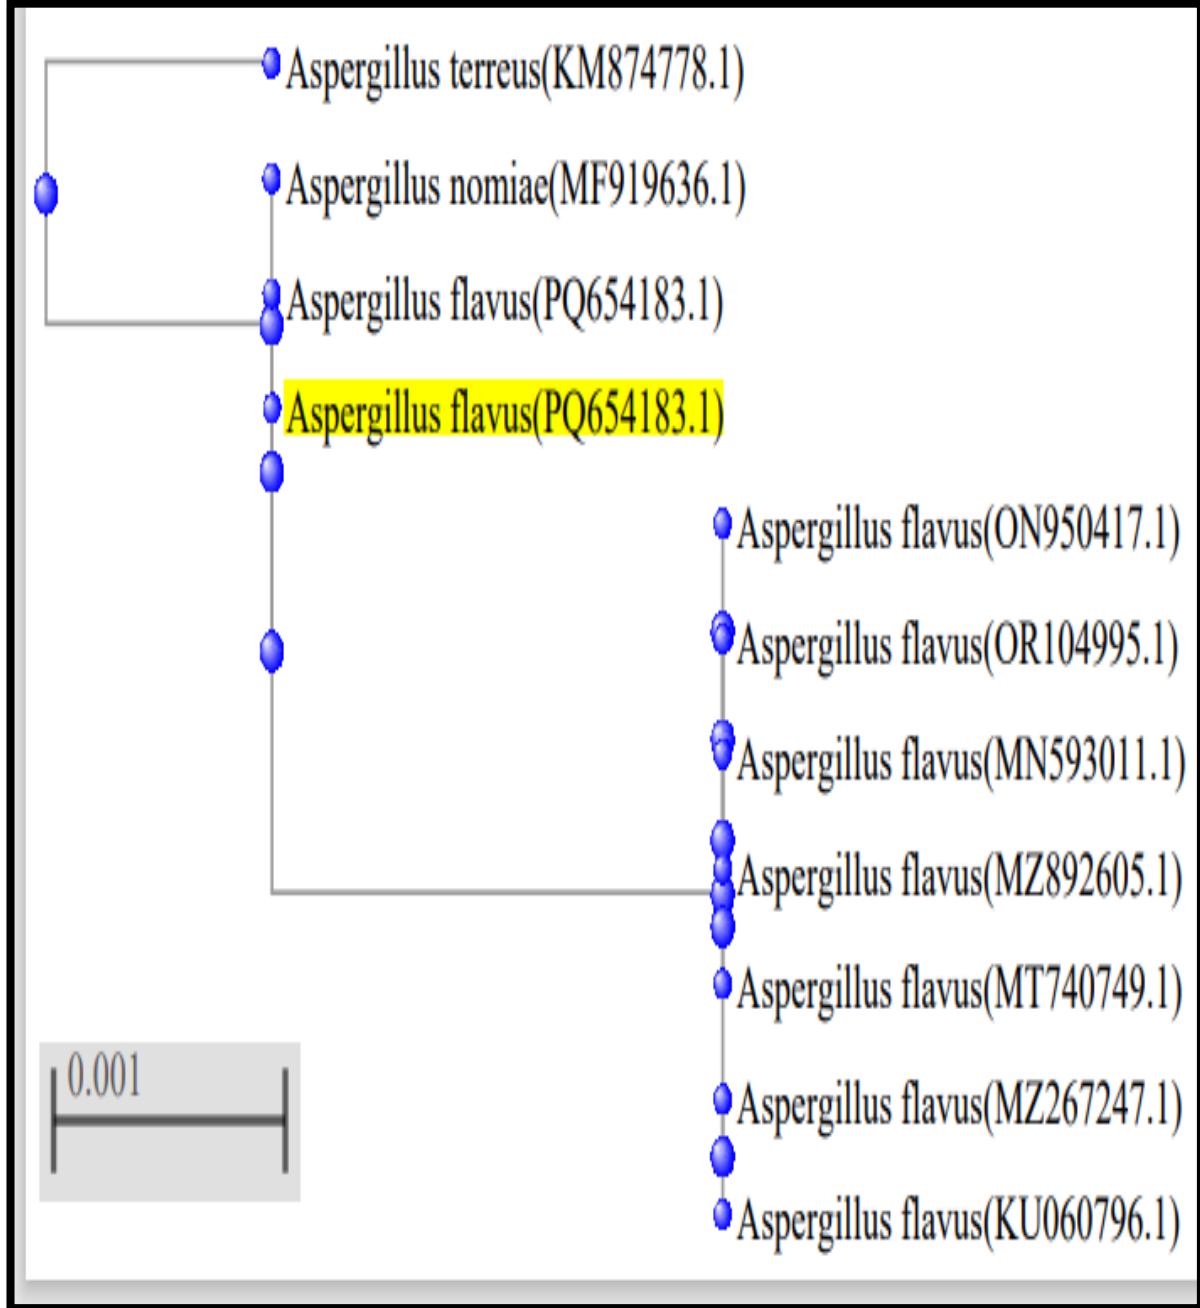 Aspergillus terreus(KM874778.1)
Aspergillus nomiae(MF919636.1)
Aspergillus flavus(PQ654183.1)
Aspergillus flavus(PQ654183.1)
Aspergillus flavus(ON950417.1)
Aspergillus flavus(OR104995.1)
Aspergillus flavus(MN593011.1)
Aspergillus flavus(MZ892605.1)
Aspergillus flavus(MT740749.1)
0.001
Aspergillus flavus(MZ267247.1)
Aspergillus flavus(KU060796.1)